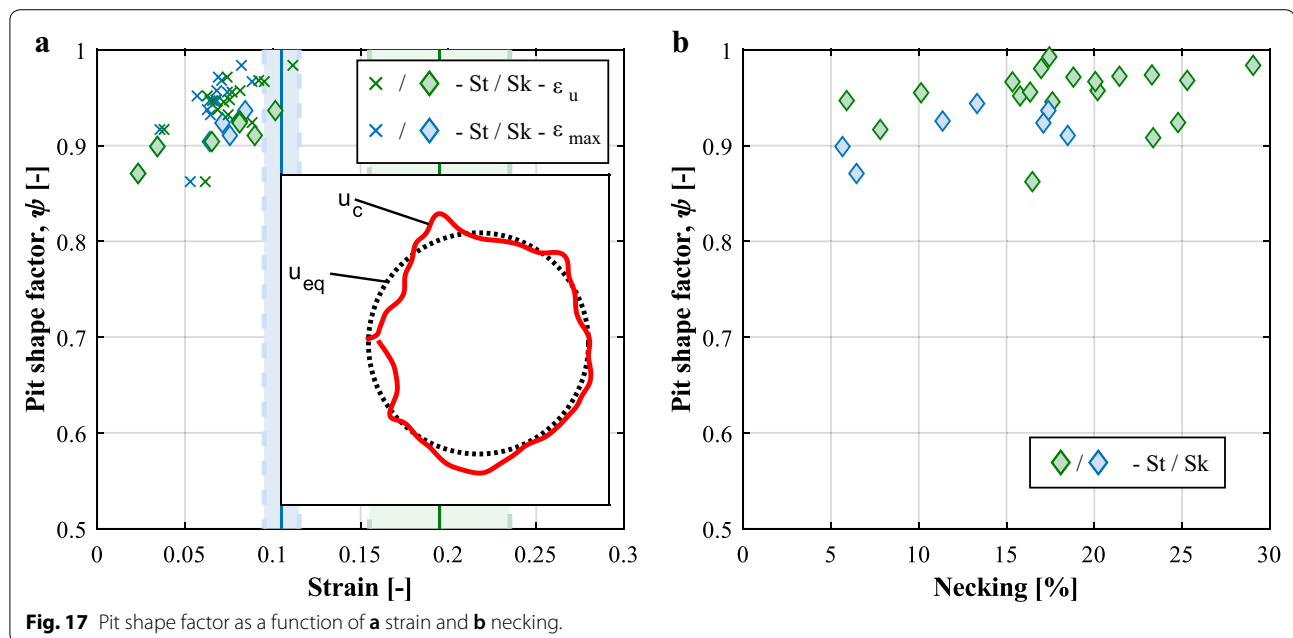 a
b
Pit shape factor, ψ [-]
1
0.9
0.8
0.7
0.6
0.5
0
0.05
0.1
0.15
0.2
0.25
0.3
Strain [-]
× / ◇ - St / Sk - ε u
× / ◇ - St / Sk - ε max
u c
u eq
Pit shape factor, ψ [-]
1
0.9
0.8
0.7
0.6
0.5
0
5
10
15
20
25
30
Necking [%]
◇ / ◇ - St / Sk
Fig. 17 Pit shape factor as a function of a strain and b necking.